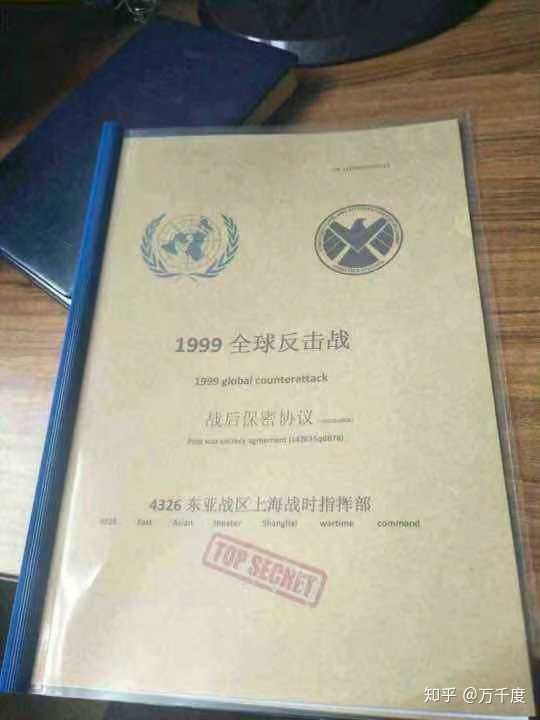 1999 全球反击战
1999 global counterattack
战后保密协议
Post war secrecy agreement
4326 东亚战区上海战时指挥部
4326 East Asian theater Shanghai wartime command
TOP SECRET
知乎 @万千度